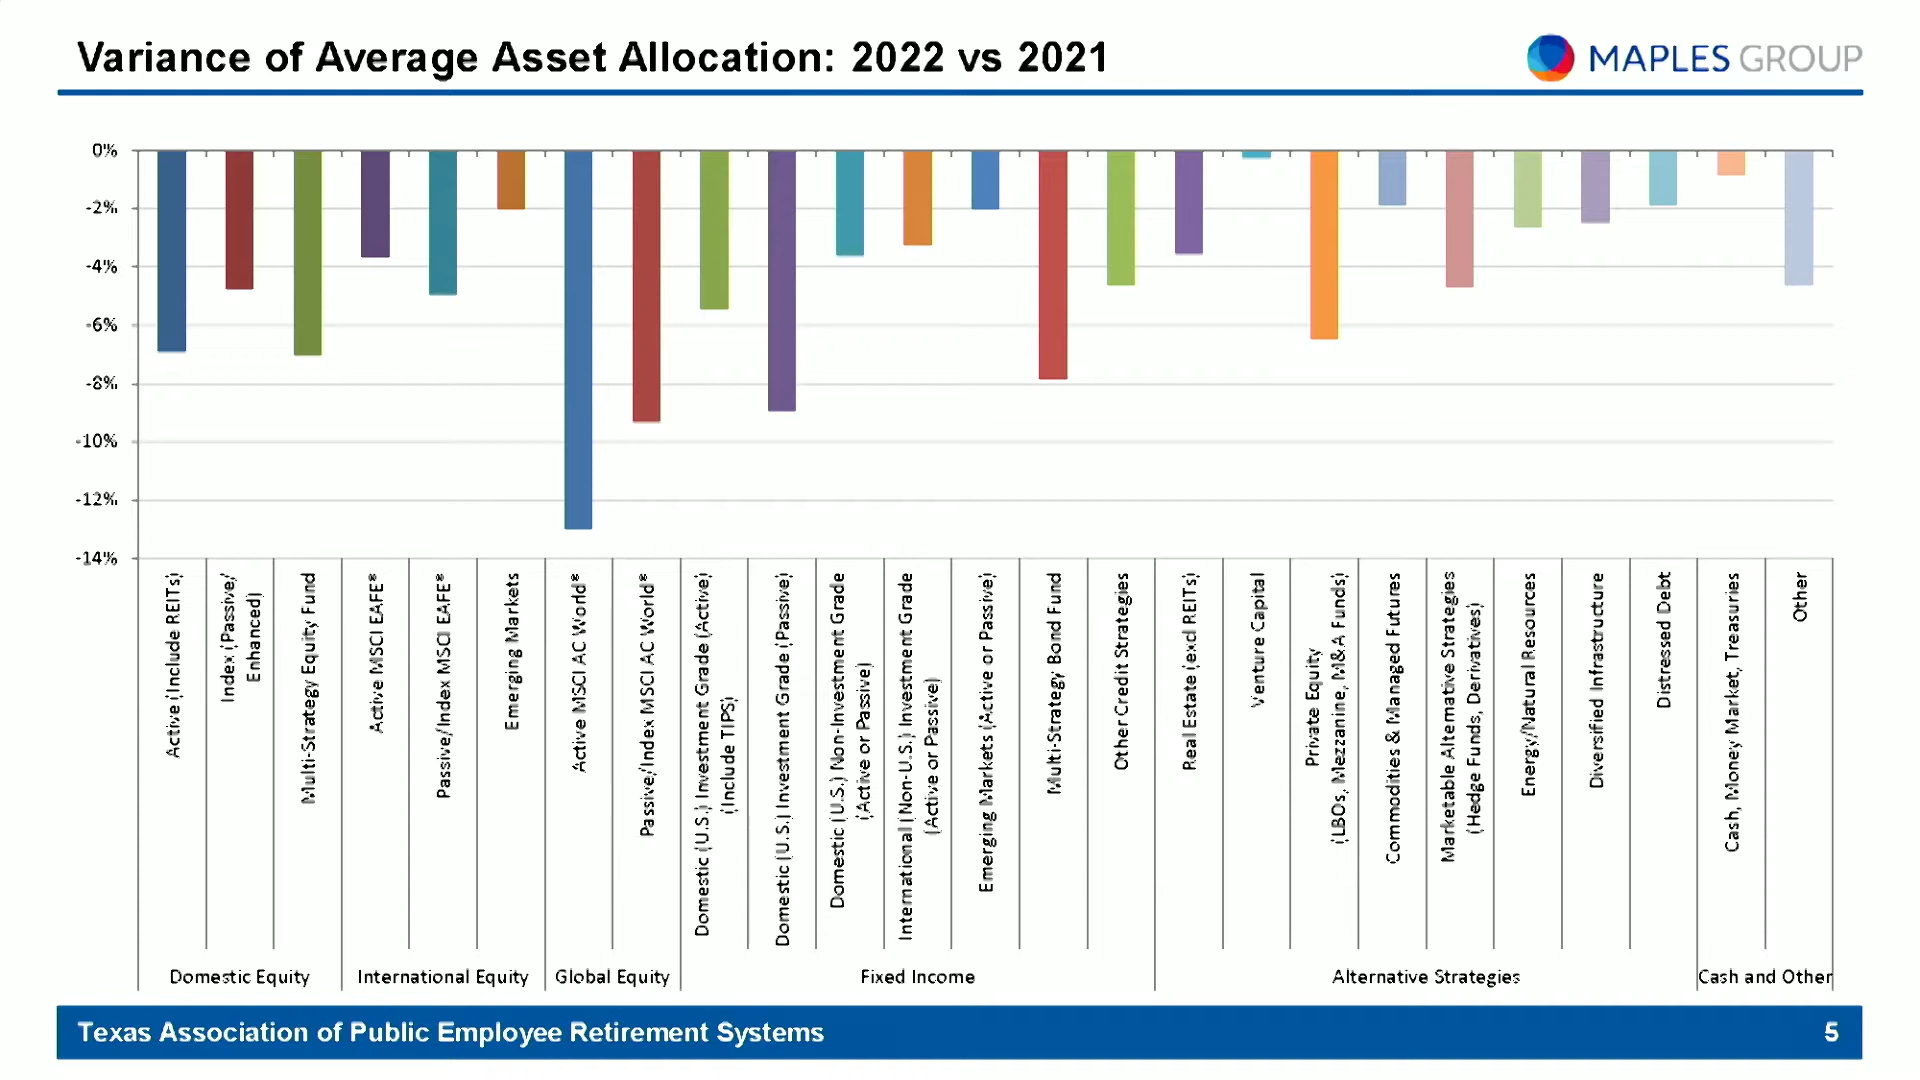 Variance of Average Asset Allocation: 2022 vs 2021
MAPLES GROUP
0%
-2%
-4%
-6%
-8%
-10%
-12%
-14%
Active (Include REITs)
Index (Passive/
Enhanced)
Multi-Strategy Equity Fund
Active MSCI EAFE®
Passive/Index MSCI EAFE®
Emerging Markets
Active MSCI AC World®
Passive/Index MSCI AC World®
Domestic (U.S.) Investment Grade (Active)
(Include TIPS)
Domestic (U.S.) Investment Grade (Passive)
Domestic (U.S.) Non-Investment Grade
(Active or Passive)
International (Non-U.S.) Investment Grade
(Active or Passive)
Emerging Markets (Active or Passive)
Multi-Strategy Bond Fund
Other Credit Strategies
Real Estate (excl REITs)
Venture Capital
Private Equity
(LBOs, Mezzanine, M&A Funds)
Commodities & Managed Futures
Marketable Alternative Strategies
(Hedge Funds, Derivatives)
Energy/Natural Resources
Diversified Infrastructure
Distressed Debt
Cash, Money Market, Treasuries
Other
Domestic Equity
International Equity
Global Equity
Fixed Income
Alternative Strategies
Cash and Other
Texas Association of Public Employee Retirement Systems
5